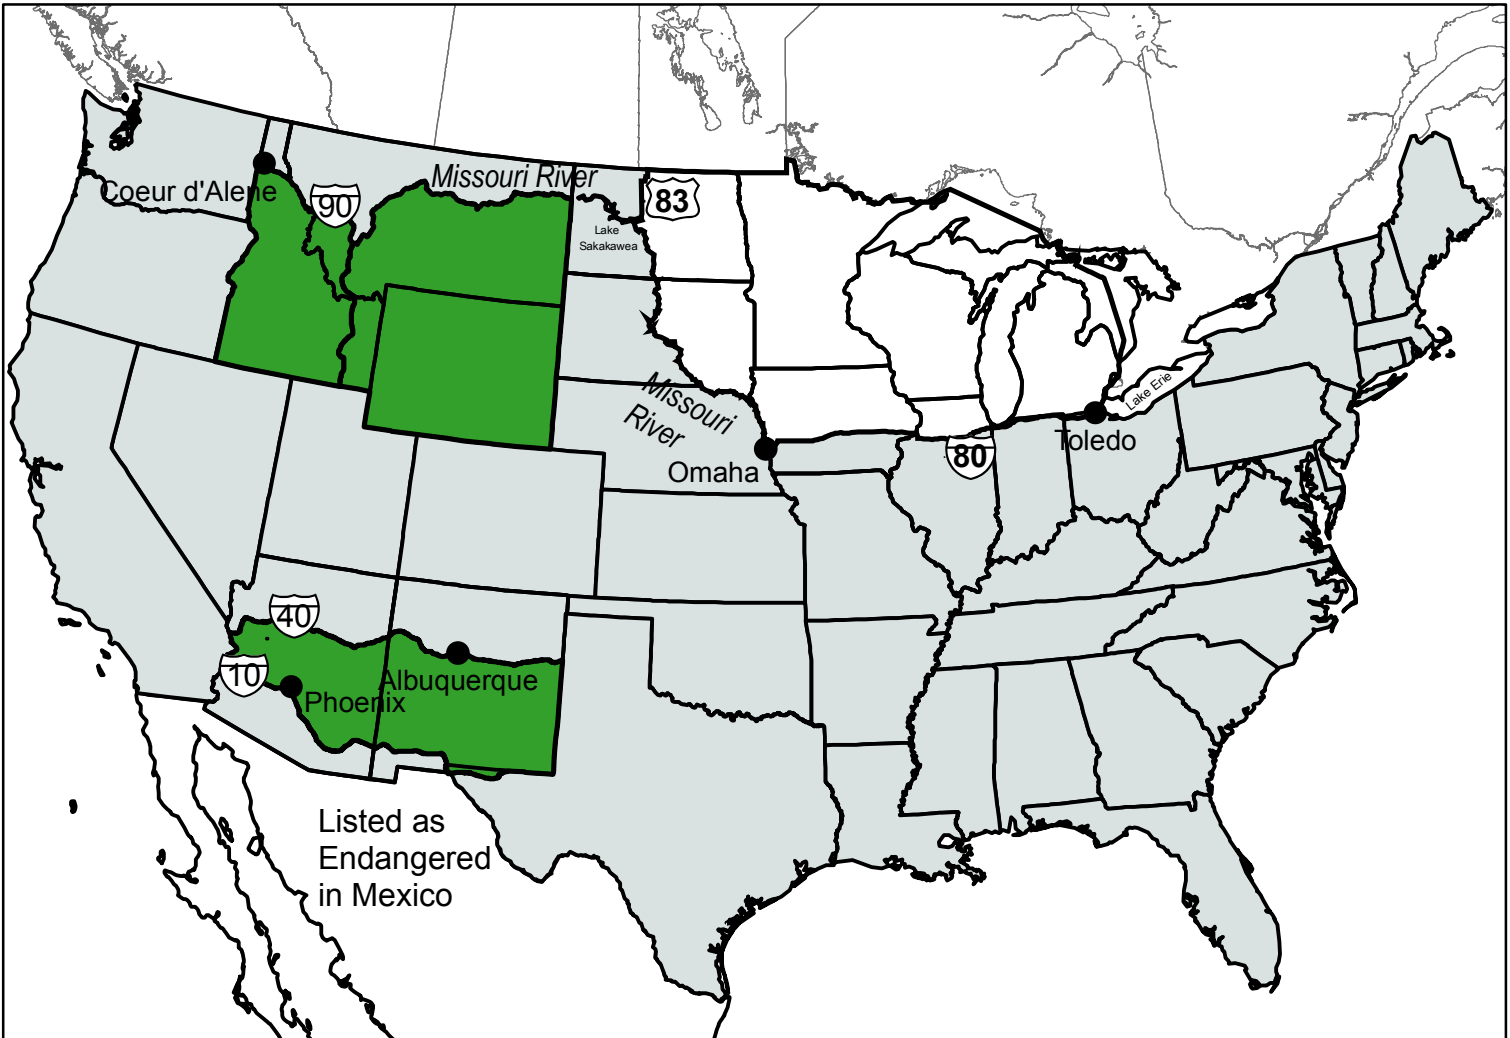 Missouri River
Coeur d'Alene
90
83
Lake
Sakakawea
Missouri
River
Lake Erie
Toledo
80
Omaha
40
10
Albuquerque
Phoenix
Listed as
Endangered
in Mexico